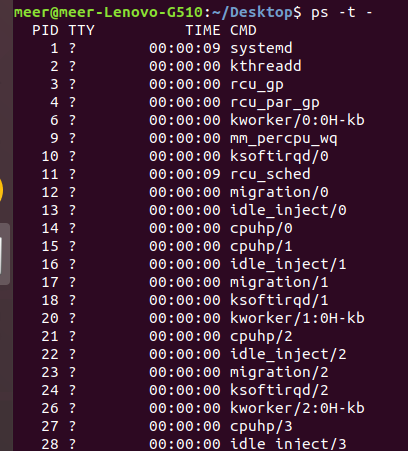 meer@meer-Lenovo-G510:~/Desktop$ ps -t -
PID TTY TIME CMD
1 ? 00:00:09 systemd
2 ? 00:00:00 kthreadd
3 ? 00:00:00 rcu_gp
4 ? 00:00:00 rcu_par_gp
6 ? 00:00:00 kworker/0:0H-kb
9 ? 00:00:00 mm_percpu_wq
10 ? 00:00:00 ksoftirqd/0
11 ? 00:00:09 rcu_sched
12 ? 00:00:00 migration/0
13 ? 00:00:00 idle_inject/0
14 ? 00:00:00 cpuhp/0
15 ? 00:00:00 cpuhp/1
16 ? 00:00:00 idle_inject/1
17 ? 00:00:00 migration/1
18 ? 00:00:00 ksoftirqd/1
20 ? 00:00:00 kworker/1:0H-kb
21 ? 00:00:00 cpuhp/2
22 ? 00:00:00 idle_inject/2
23 ? 00:00:00 migration/2
24 ? 00:00:00 ksoftirqd/2
26 ? 00:00:00 kworker/2:0H-kb
27 ? 00:00:00 cpuhp/3
28 ? 00:00:00 idle_inject/3